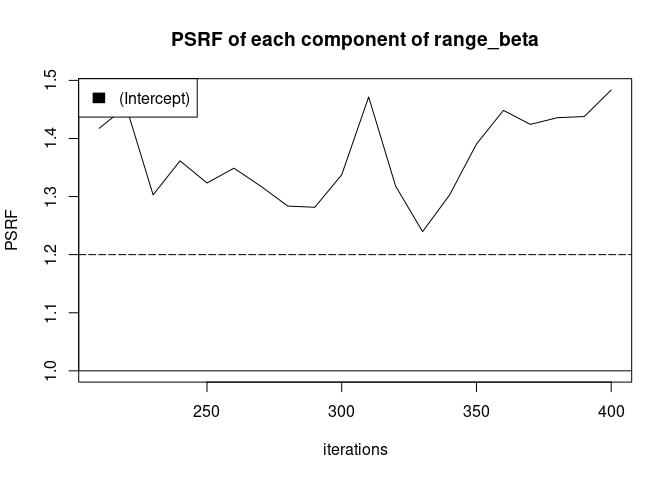 PSRF of each component of range_beta
(Intercept)
PSRF
1.5
1.4
1.3
1.2
1.1
1.0
250 300 350 400
iterations